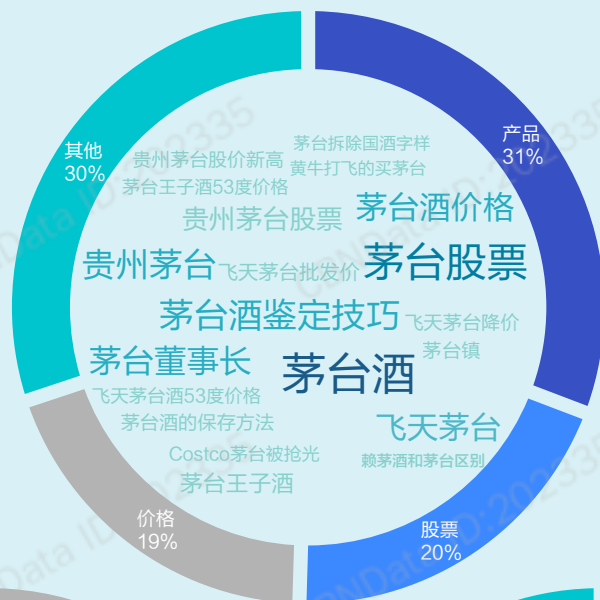 茅台拆除国酒字样
产品
31%
其他
30%
贵州茅台股价新高
黄牛打飞的买茅台
茅台王子酒53度价格
贵州茅台股票
茅台酒价格
贵州茅台
飞天茅台批发价
茅台股票
茅台酒鉴定技巧
飞天茅台降价
茅台镇
茅台董事长
茅台酒
飞天茅台酒53度价格
茅台酒的保存方法
飞天茅台
Costco茅台被抢光
赖茅酒和茅台区别
茅台王子酒
价格
19%
股票
20%
CBNData ID:202335